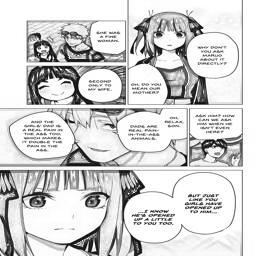 WHY DON'T
YOU ASK
MARUO
ABOUT IT
DIRECTLY?
OH, DO YOU MEAN
OUR MOTHER?
SHE WAS
A FINE
WOMAN.
SECOND
ONLY TO
MY WIFE.
ASK HIM? HOW
CAN WE ASK
HIM WHEN HE
ISN'T EVEN
HERE?
OH,
RELAX,
SON.
DADS ARE REAL
PAIN-IN-THE-
ASS ANIMALS.
AND THE
GIRLS' DAD IS
A REAL PAIN IN
THE ASS, TOO,
WHICH MAKES
IT DOUBLE THE
PAIN IN THE
ASS.
BUT JUST
LIKE YOU
GIRLS HAVE
OPENED UP
TO HIM...
...I KNOW
HE'S OPENED
UP A LITTLE
TO YOU TOO.